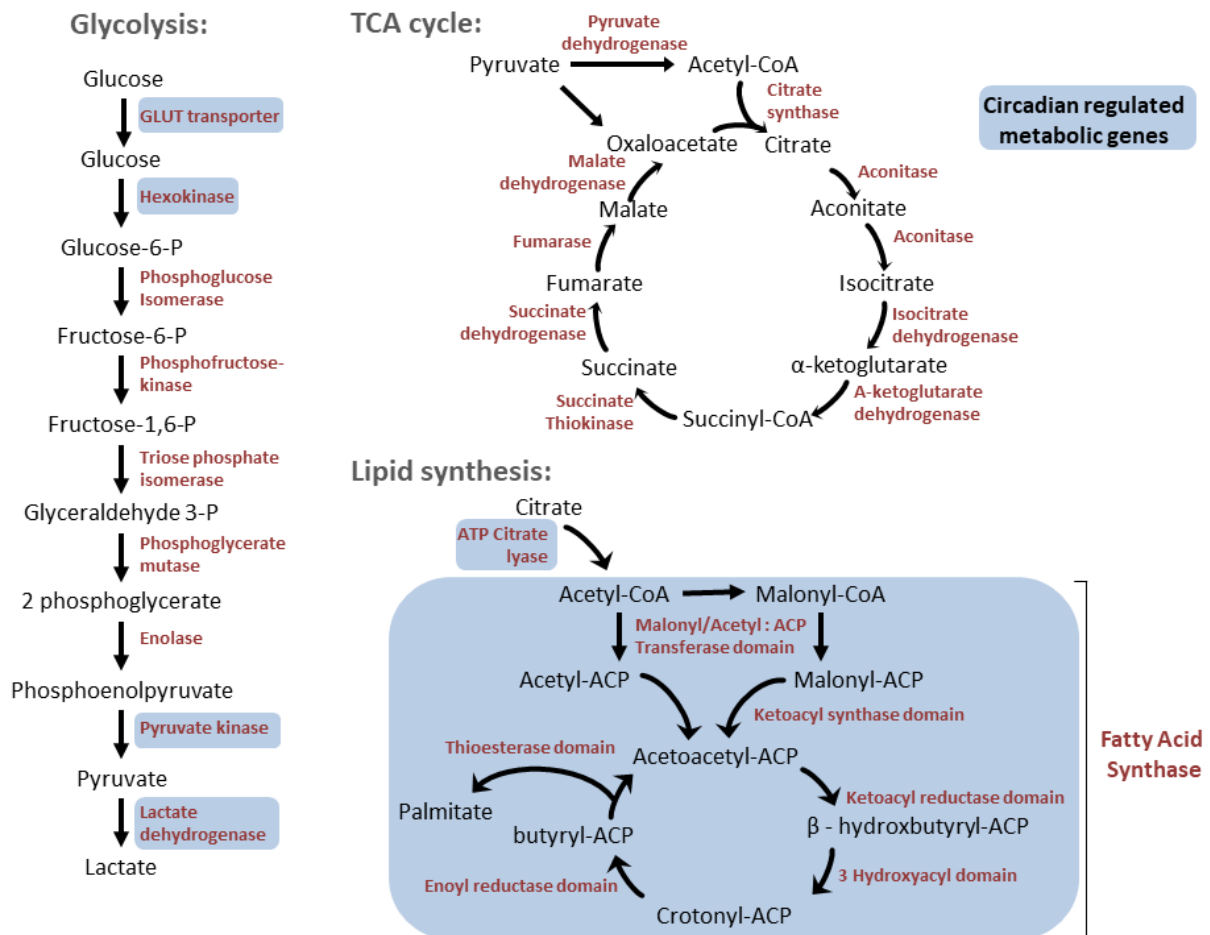 Glycolysis:
Glucose
GLUT transporter
Glucose
Hexokinase
Glucose-6-P
Phosphoglucose
Isomerase
Fructose-6-P
Phosphofructose-
kinase
Fructose-1,6-P
Triose phosphate
isomerase
Glyceraldehyde 3-P
Phosphoglycerate
mutase
2 phosphoglycerate
Enolase
Phosphoenolpyruvate
Pyruvate kinase
Pyruvate
Lactate
dehydrogenase
Lactate
TCA cycle:
Pyruvate
dehydrogenase
Pyruvate
Acetyl-CoA
Citrate
synthase
Oxaloacetate
Citrate
Aconitase
Aconitate
Aconitase
Isocitrate
Isocitrate
dehydrogenase
α-ketoglutarate
A-ketoglutarate
dehydrogenase
Succinyl-CoA
Succinate
Thiokinase
Succinate
Succinate
dehydrogenase
Fumarate
Fumarase
Malate
Malate
dehydrogenase
Circadian regulated
metabolic genes
Lipid synthesis:
Citrate
ATP Citrate
lyase
Acetyl-CoA
Malonyl-CoA
Malonyl/Acetyl : ACP
Transferase domain
Acetyl-ACP
Malonyl-ACP
Ketoacyl synthase domain
Thioesterase domain
Acetoacetyl-ACP
Palmitate
butyryl-ACP
Ketoacyl reductase domain
β - hydroxbutyryl-ACP
Enoyl reductase domain
3 Hydroxyacyl domain
Crotonyl-ACP
Fatty Acid
Synthase